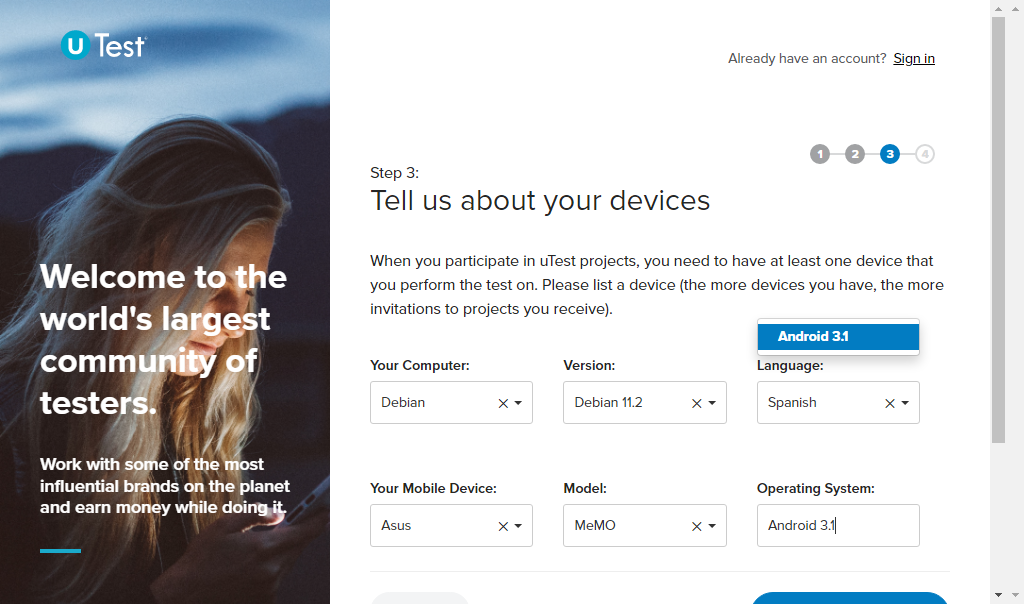 U Test
Already have an account? Sign in
1 2 3 4
Step 3:
Tell us about your devices
When you participate in uTest projects, you need to have at least one device that
you perform the test on. Please list a device (the more devices you have, the more
invitations to projects you receive).
Android 3.1
Your Computer: Version: Language:
Debian Debian 11.2 Spanish
Your Mobile Device: Model: Operating System:
Asus MeMO Android 3.1
Welcome to the
world's largest
community of
testers.
Work with some of the most
influential brands on the planet
and earn money while doing it.